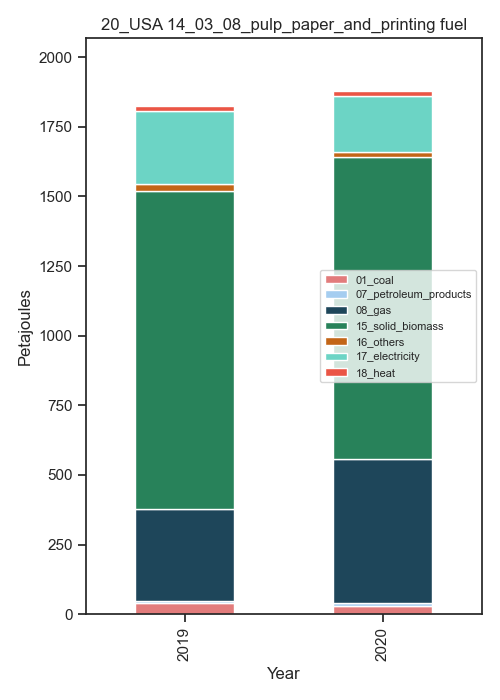 20_USA 14_03_08_pulp_paper_and_printing fuel
Petajoules
2000
1750
1500
1250
1000
750
500
250
0
01_coal
07_petroleum_products
08_gas
15_solid_biomass
16_others
17_electricity
18_heat
2019
2020
Year